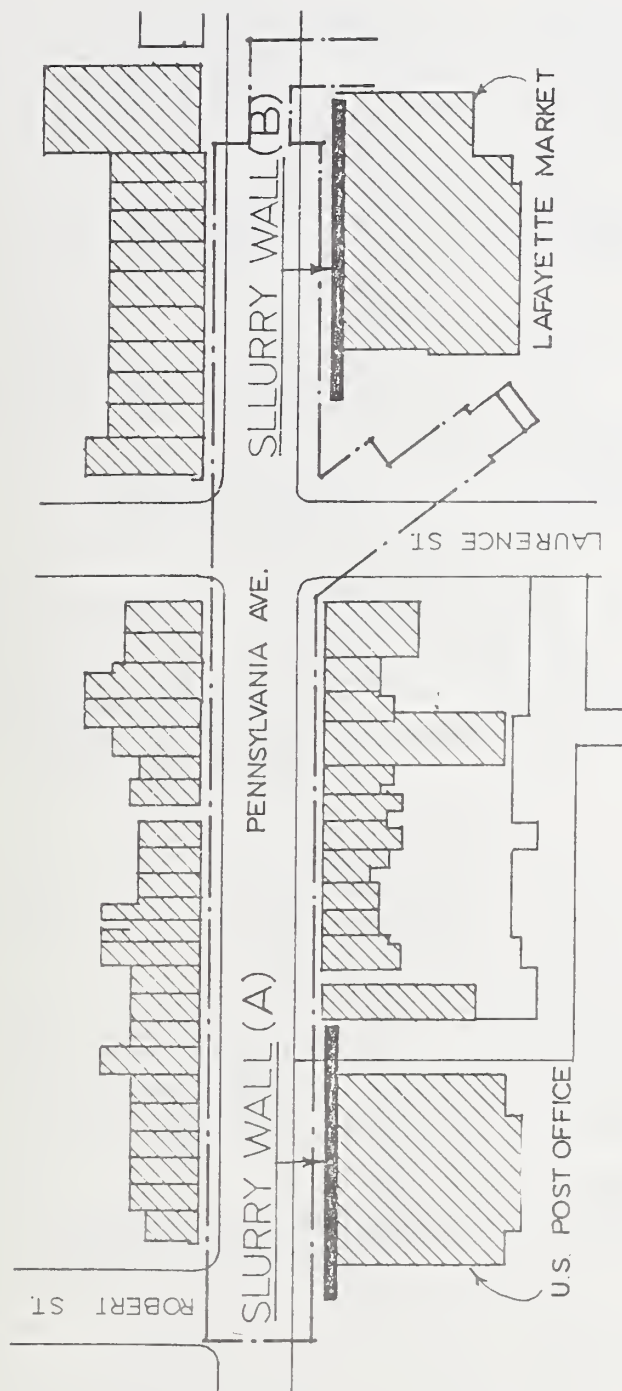 SLLURRY WALL (B)
LAFAYETTE MARKET
LAURENCE ST.
PENNSYLVANIA AVE.
SLURRY WALL (A)
U.S. POST OFFICE
ROBERT ST.